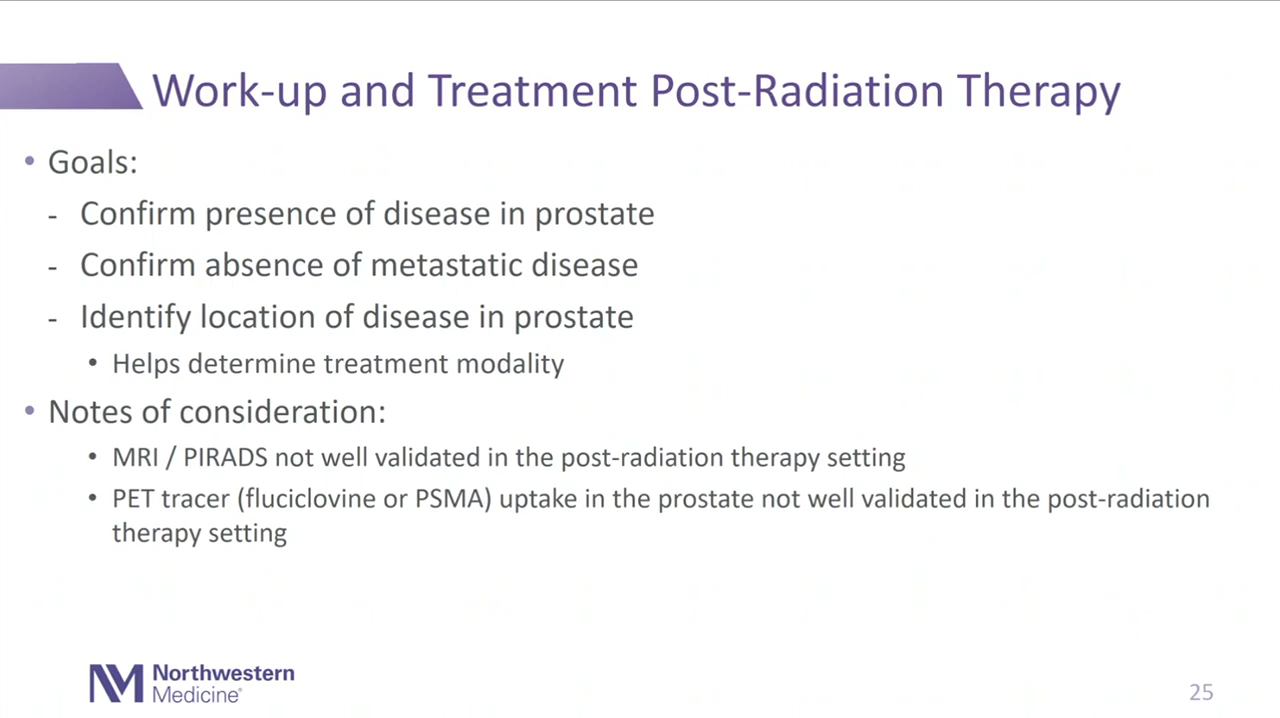 Work-up and Treatment Post-Radiation Therapy
• Goals:
- Confirm presence of disease in prostate
- Confirm absence of metastatic disease
- Identify location of disease in prostate
• Helps determine treatment modality
• Notes of consideration:
• MRI / PIRADS not well validated in the post-radiation therapy setting
• PET tracer (fluciclovine or PSMA) uptake in the prostate not well validated in the post-radiation
therapy setting
NM Northwestern
Medicine®
25